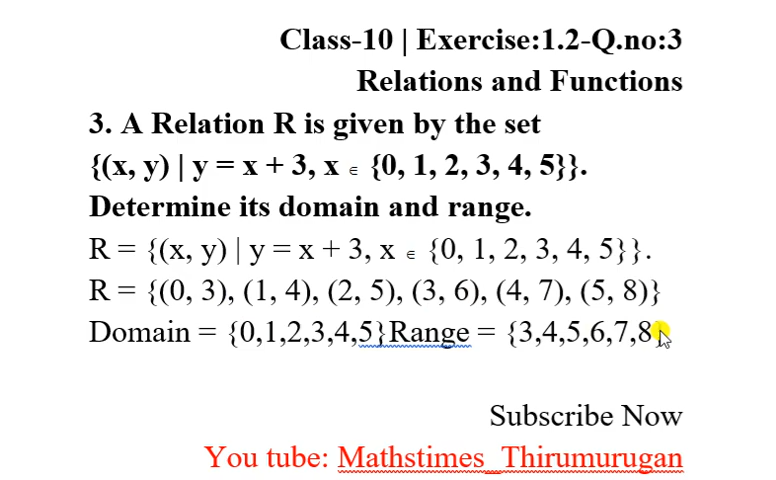 Class-10 | Exercise:1.2-Q.no:3
Relations and Functions
3. A Relation R is given by the set
{(x, y) | y = x + 3, x ∈ {0, 1, 2, 3, 4, 5}}.
Determine its domain and range.
R = {(x, y) | y = x + 3, x ∈ {0, 1, 2, 3, 4, 5}}.
R = {(0, 3), (1, 4), (2, 5), (3, 6), (4, 7), (5, 8)}
Domain = {0,1,2,3,4,5}Range = {3,4,5,6,7,8}
Subscribe Now
You tube: Mathstimes_Thirumurugan